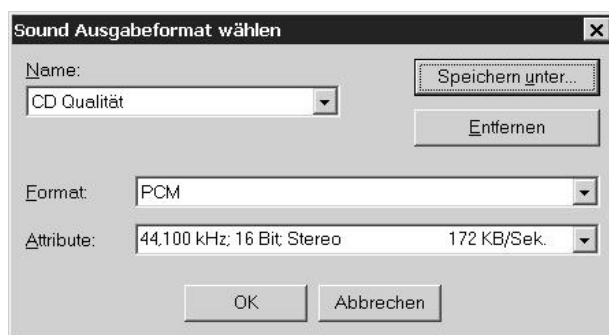 Sound Ausgabeformat wählen
Name:
CD Qualität
Speichern unter...
Entfernen
Format:
PCM
Attribute:
44,100 kHz; 16 Bit; Stereo 172 KB/Sek.
OK
Abbrechen